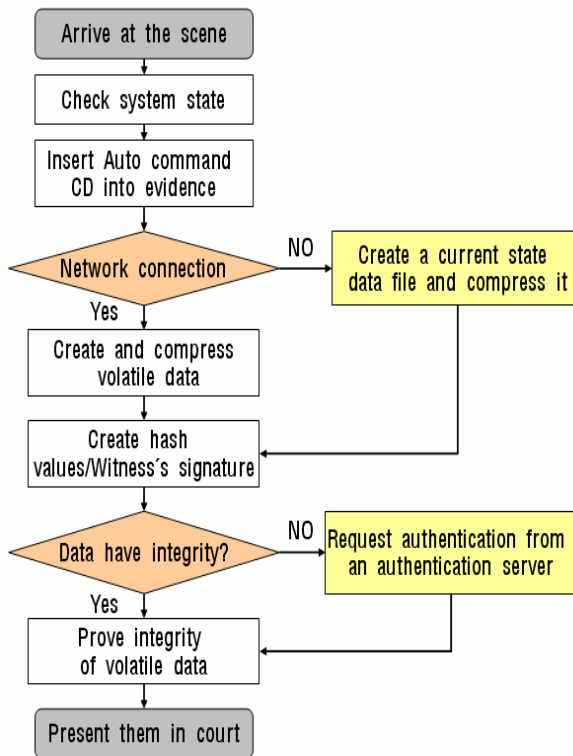 Arrive at the scene
Check system state
Insert Auto command
CD into evidence
Network connection
NO
Create a current state
data file and compress it
Yes
Create and compress
volatile data
Create hash
values/Witness´s signature
Data have integrity?
NO
Request authentication from
an authentication server
Yes
Prove integrity
of volatile data
Present them in court